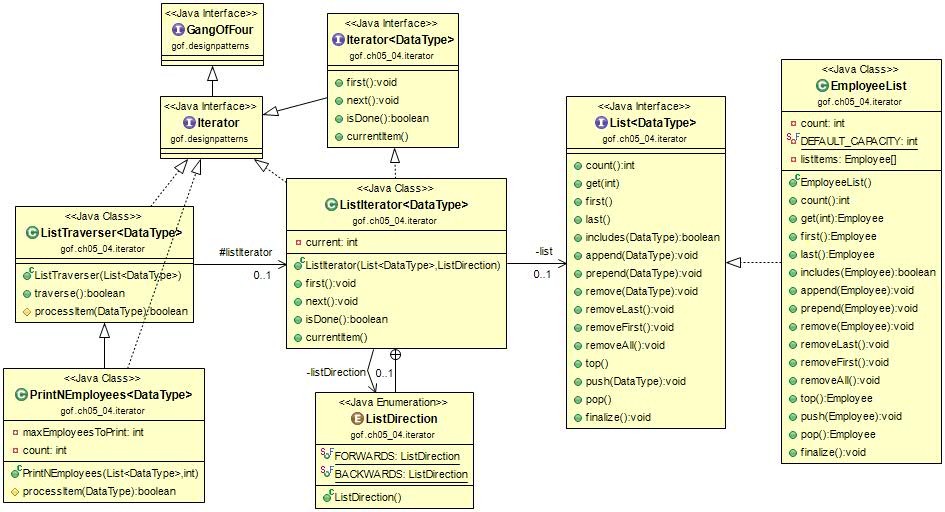 <<Java Interface>>
GangOfFour
gof.designpatterns
<<Java Interface>>
Iterator<DataType>
gof.ch05_04.iterator
first():void
next():void
isDone():boolean
currentItem()
<<Java Interface>>
Iterator
gof.designpatterns
<<Java Interface>>
List<DataType>
gof.ch05_04.iterator
count():int
get(int)
first()
last()
includes(DataType):boolean
append(DataType):void
prepend(DataType):void
remove(DataType):void
removeLast():void
removeFirst():void
removeAll():void
top()
push(DataType):void
pop()
finalize():void
<<Java Class>>
EmployeeList
gof.ch05_04.iterator
count: int
DEFAULT_CAPACITY: int
listItems: Employee[]
EmployeeList()
count():int
get(int):Employee
first():Employee
last():Employee
includes(Employee):boolean
append(Employee):void
prepend(Employee):void
remove(Employee):void
removeLast():void
removeFirst():void
removeAll():void
top():Employee
push(Employee):void
pop():Employee
finalize():void
<<Java Class>>
ListTraverser<DataType>
gof.ch05_04.iterator
ListTraverser(List<DataType>)
traverse():boolean
processItem(DataType):boolean
#listIterator
0..1
<<Java Class>>
ListIterator<DataType>
gof.ch05_04.iterator
current: int
ListIterator(List<DataType>,ListDirection)
first():void
next():void
isDone():boolean
currentItem()
-list
0..1
<<Java Class>>
PrintNEmployees<DataType>
gof.ch05_04.iterator
maxEmployeesToPrint: int
count: int
PrintNEmployees(List<DataType>,int)
processItem(DataType):boolean
-listDirection
0..1
<<Java Enumeration>>
ListDirection
gof.ch05_04.iterator
FORWARDS: ListDirection
BACKWARDS: ListDirection
ListDirection()